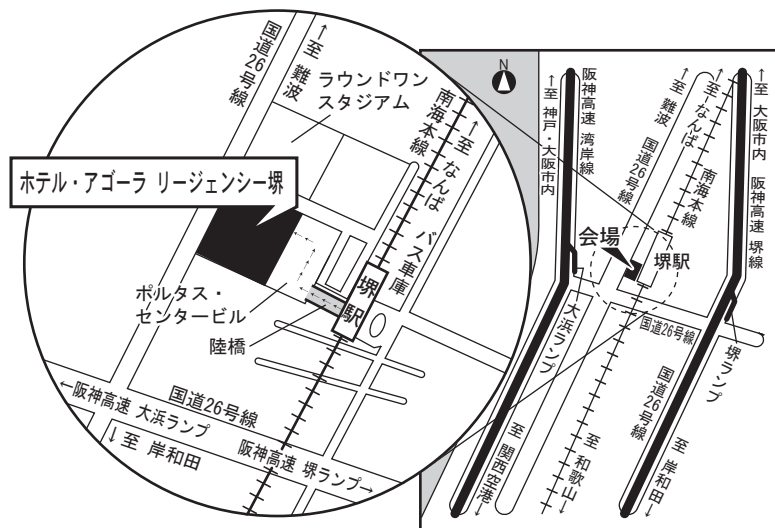 国道26号線
↑至 難波
ラウンドワン
スタジアム
南海本線
↑至 なんば
バス車庫
ホテル・アゴーラ リージェンシー堺
ポルタス・
センタービル
陸橋
堺駅
国道26号線
←阪神高速 大浜ランプ
↓至 岸和田
阪神高速 堺ランプ→
N
↑至 神戸・大阪市内
阪神高速 湾岸線
↑至 難波
国道26号線
↑至 なんば
南海本線
↑至 大阪市内
阪神高速 堺線
会場
堺駅
大浜ランプ
国道26号線
堺ランプ
国道26号線
至 関西空港↓
至 和歌山↓
至 岸和田↓